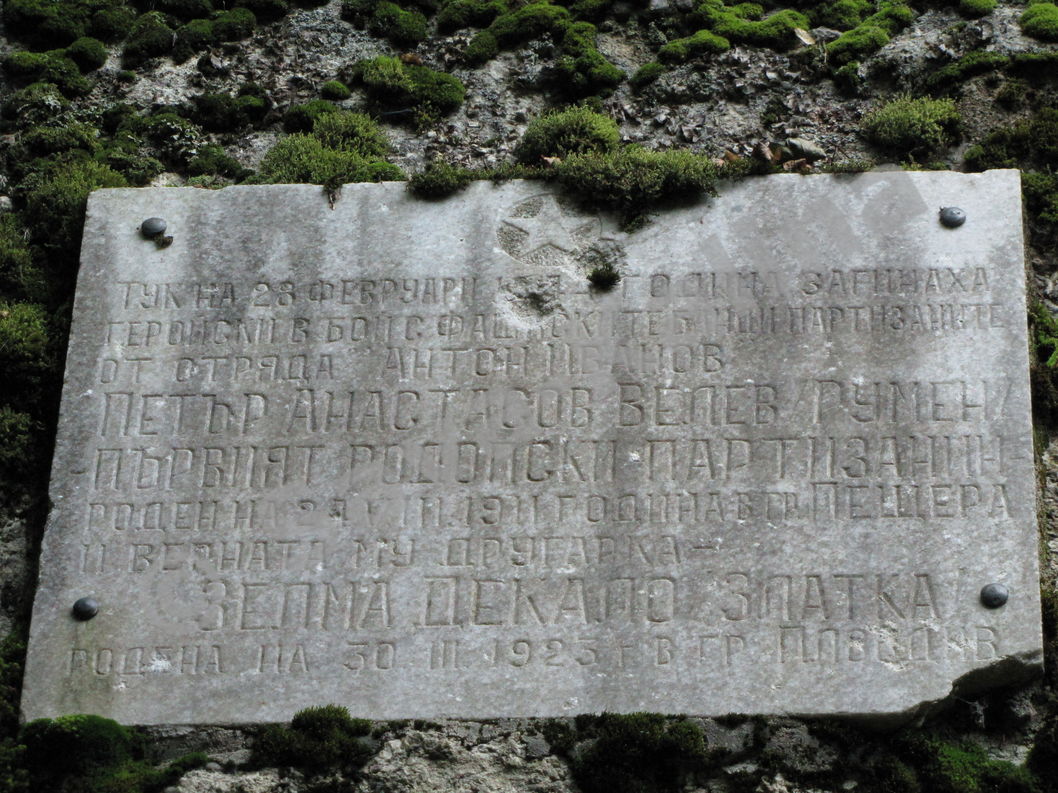 ТУК НА 28 ФЕВРУАРИ ГОДИНА ЗАГИНАХА
ГЕРОЙСКИ В БОЙ С ФАШИСКИТЕ БАНДИ ПАРТИЗАНИТЕ
ОТ ОТРЯДА АНТОН ИВАНОВ
ПЕТЪР АНАСТАСОВ ВЕЛЕВ /РУМЕН/
-ПЪРВИЯТ РОДОПСКИ ПАРТИЗАНИН-
РОДЕН НА VIII.1911 ГОДИНА В ГР. ПЕЩЕРА
И ВЕРНАТА МУ ДРУГАРКА -
ЗЕЛМА ДЕКАЛО /ЗЛАТКА/
РОДЕНА НА 30 III. 1923 Г В ГР. ПЛОВДИВ